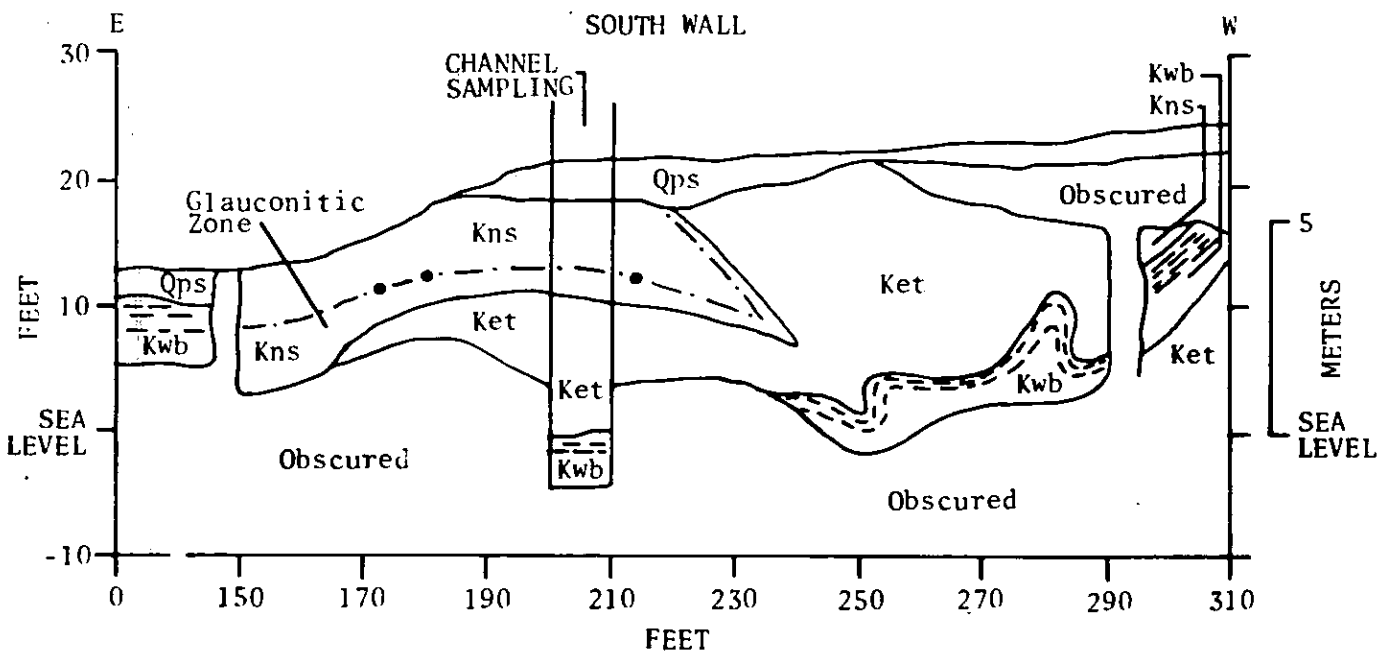 E
SOUTH WALL
W
30
CHANNEL
SAMPLING
Kwb
Kns
20
Qps
Obscured
Glauconitic
Zone
Kns
5
Qps
FEET
10
Ket
Kwb
Kns
Ket
Ket
METERS
Ket
Kwb
SEA
LEVEL
SEA
LEVEL
Obscured
Kwb
Obscured
-10
0
150
170
190
210
230
250
270
290
310
FEET